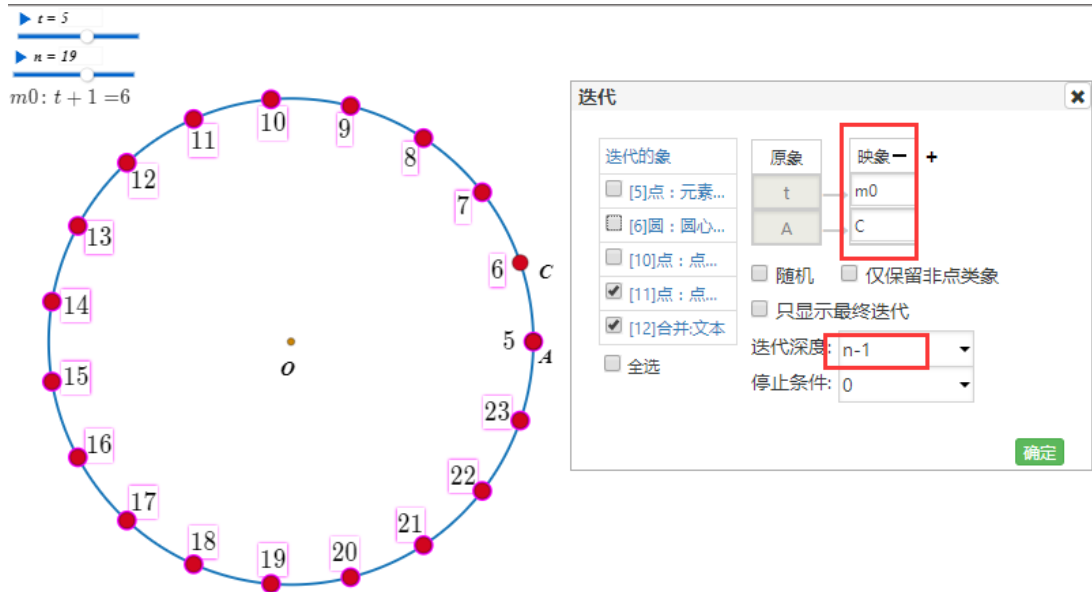 t = 5
n = 19
m0: t + 1 =6
10
9
11
8
12
7
13
6
C
14
5
A
O
15
23
16
22
17
21
18
20
19
迭代
迭代的象
[5]点：元素...
[6]圆：圆心...
[10]点：点...
[11]点：点...
[12]合并:文本
全选
原象
映象
+
t
m0
A
C
随机
仅保留非点类象
只显示最终迭代
迭代深度: n-1
停止条件: 0
确定